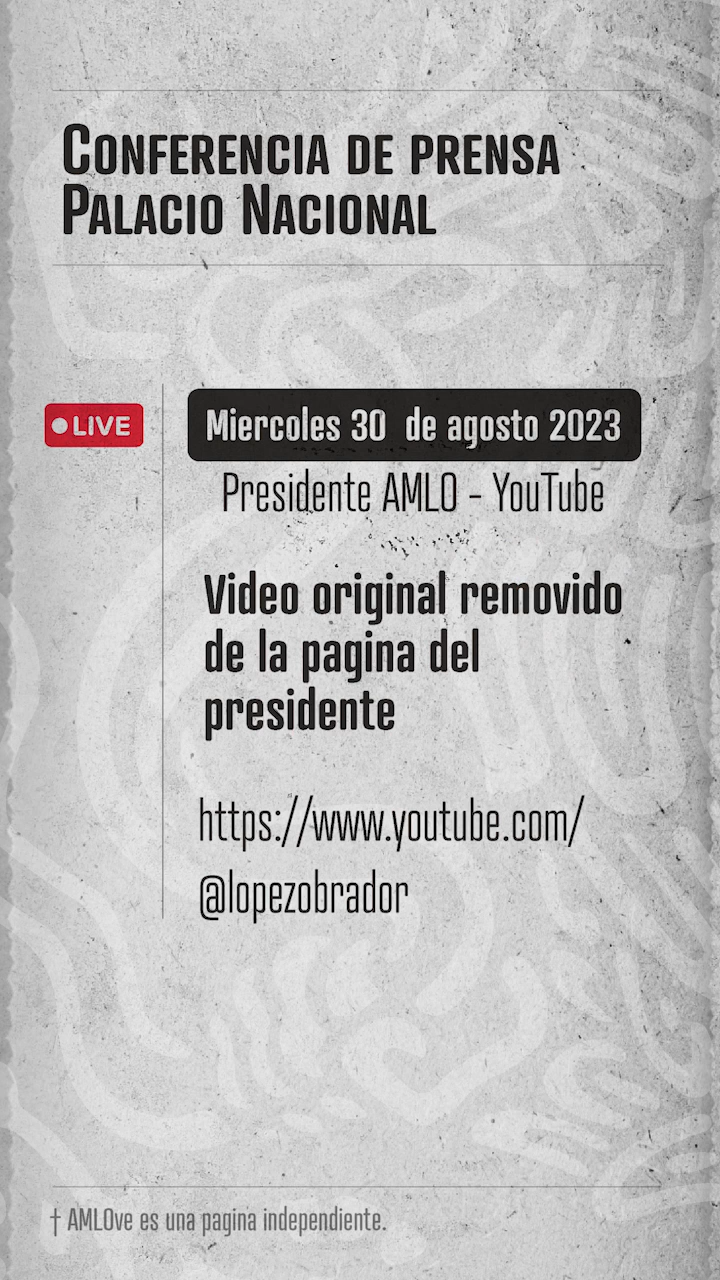 Conferencia de prensa
Palacio Nacional
LIVE
Miercoles 30 de agosto 2023
Presidente AMLO - YouTube
Video original removido
de la pagina del
presidente
https://www.youtube.com/
@lopezobrador
† AMLOve es una pagina independiente.